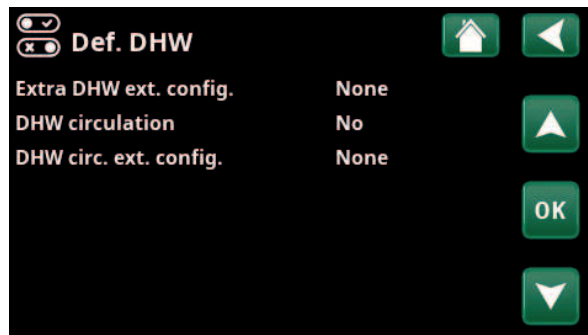 Def. DHW
Extra DHW ext. config. None
DHW circulation No
DHW circ. ext. config. None
OK